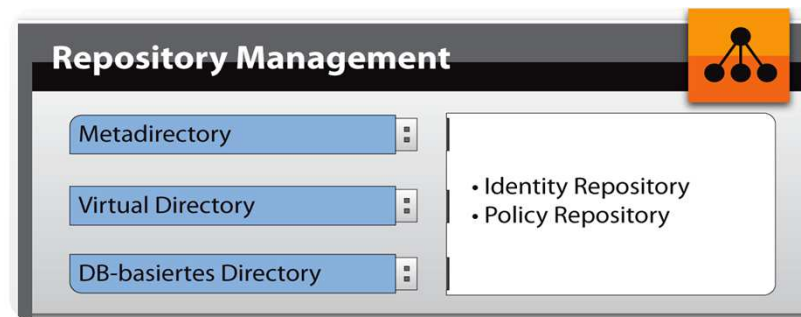 Repository Management
Metadirectory
Virtual Directory
DB-basiertes Directory
• Identity Repository
• Policy Repository